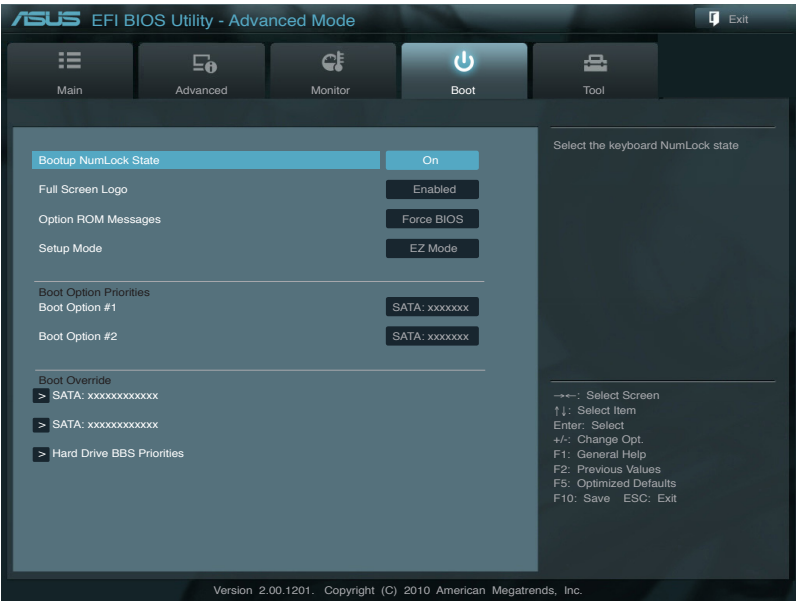 ASUS EFI BIOS Utility - Advanced Mode
Exit
Main
Advanced
Monitor
Boot
Tool
Bootup NumLock State On
Full Screen Logo Enabled
Option ROM Messages Force BIOS
Setup Mode EZ Mode
Boot Option Priorities
Boot Option #1 SATA: xxxxxxx
Boot Option #2 SATA: xxxxxxx
Boot Override
> SATA: xxxxxxxxxxxx
> SATA: xxxxxxxxxxxx
> Hard Drive BBS Priorities
Select the keyboard NumLock state
→←: Select Screen
↑↓: Select Item
Enter: Select
+/-: Change Opt.
F1: General Help
F2: Previous Values
F5: Optimized Defaults
F10: Save ESC: Exit
Version 2.00.1201. Copyright (C) 2010 American Megatrends, Inc.